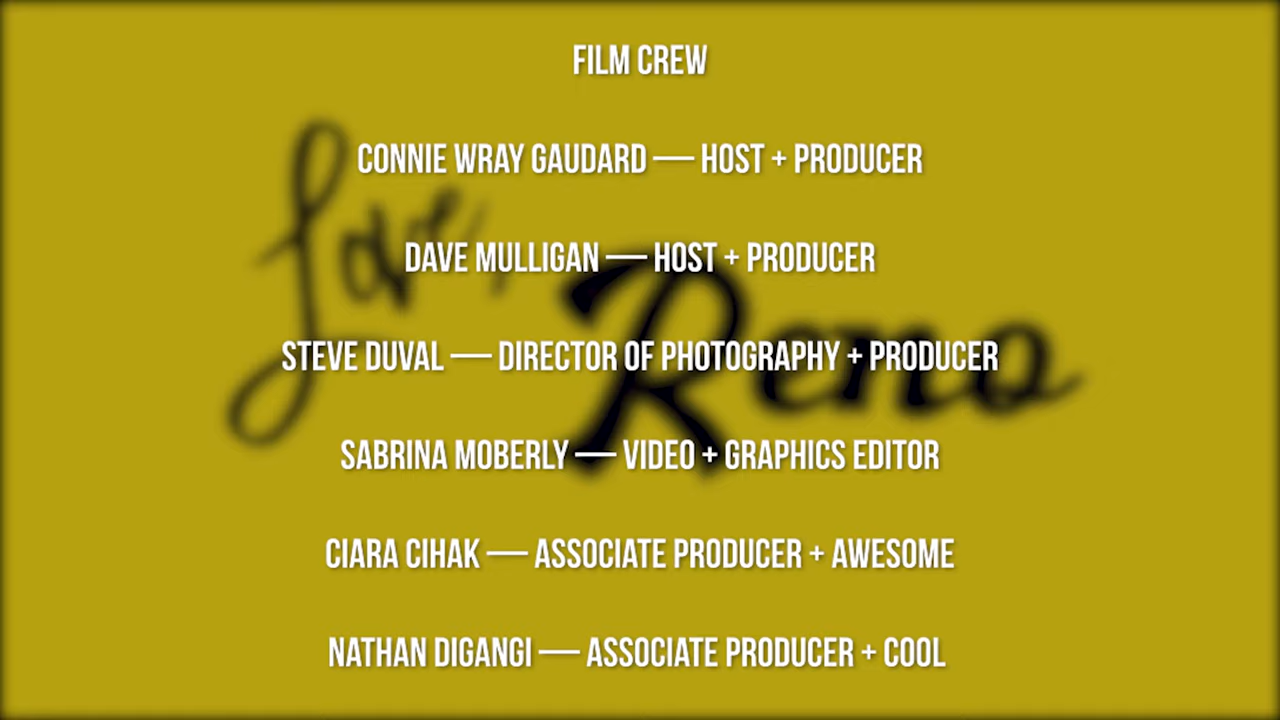 FILM CREW
CONNIE WRAY GAUDARD — HOST + PRODUCER
Love,
DAVE MULLIGAN — HOST + PRODUCER
Reno
STEVE DUVAL — DIRECTOR OF PHOTOGRAPHY + PRODUCER
SABRINA MOBERLY — VIDEO + GRAPHICS EDITOR
CIARA CIHAK — ASSOCIATE PRODUCER + AWESOME
NATHAN DIGANGI — ASSOCIATE PRODUCER + COOL